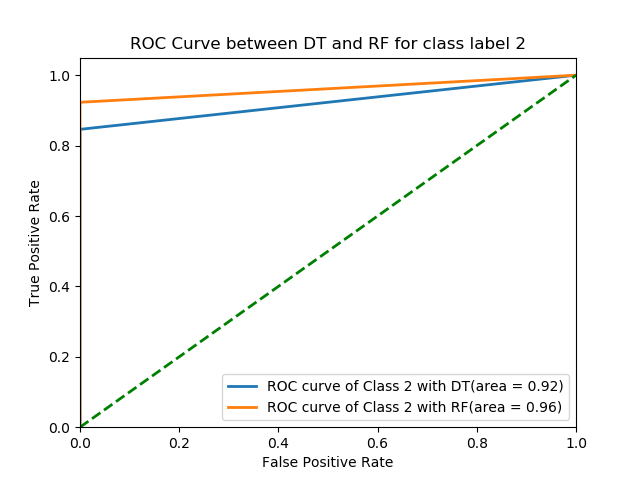 ROC Curve between DT and RF for class label 2
1.0
0.8
0.6
0.4
0.2
0.0
True Positive Rate
ROC curve of Class 2 with DT(area = 0.92)
ROC curve of Class 2 with RF(area = 0.96)
0.0 0.2 0.4 0.6 0.8 1.0
False Positive Rate